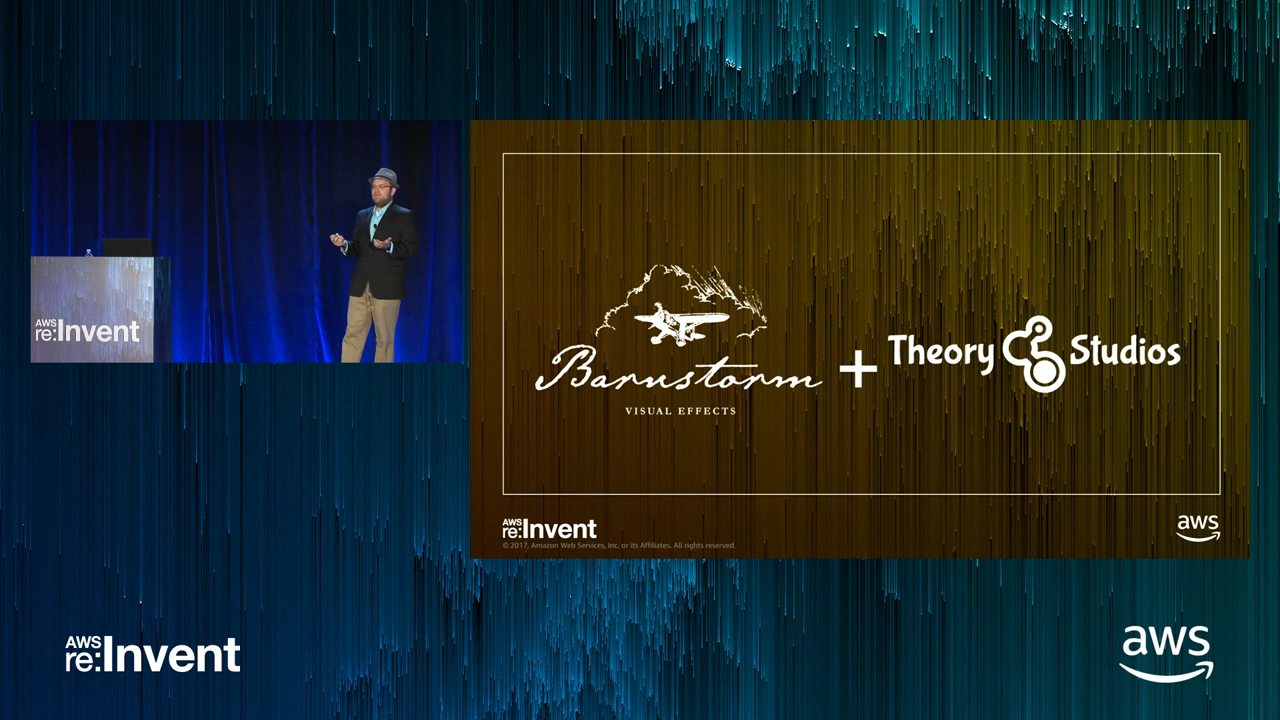 AWS
re:Invent
Barnstorm
VISUAL EFFECTS
+
Theory Studios
AWS
re:Invent
© 2017, Amazon Web Services, Inc. or its Affiliates. All rights reserved.
aws
AWS
re:Invent
aws